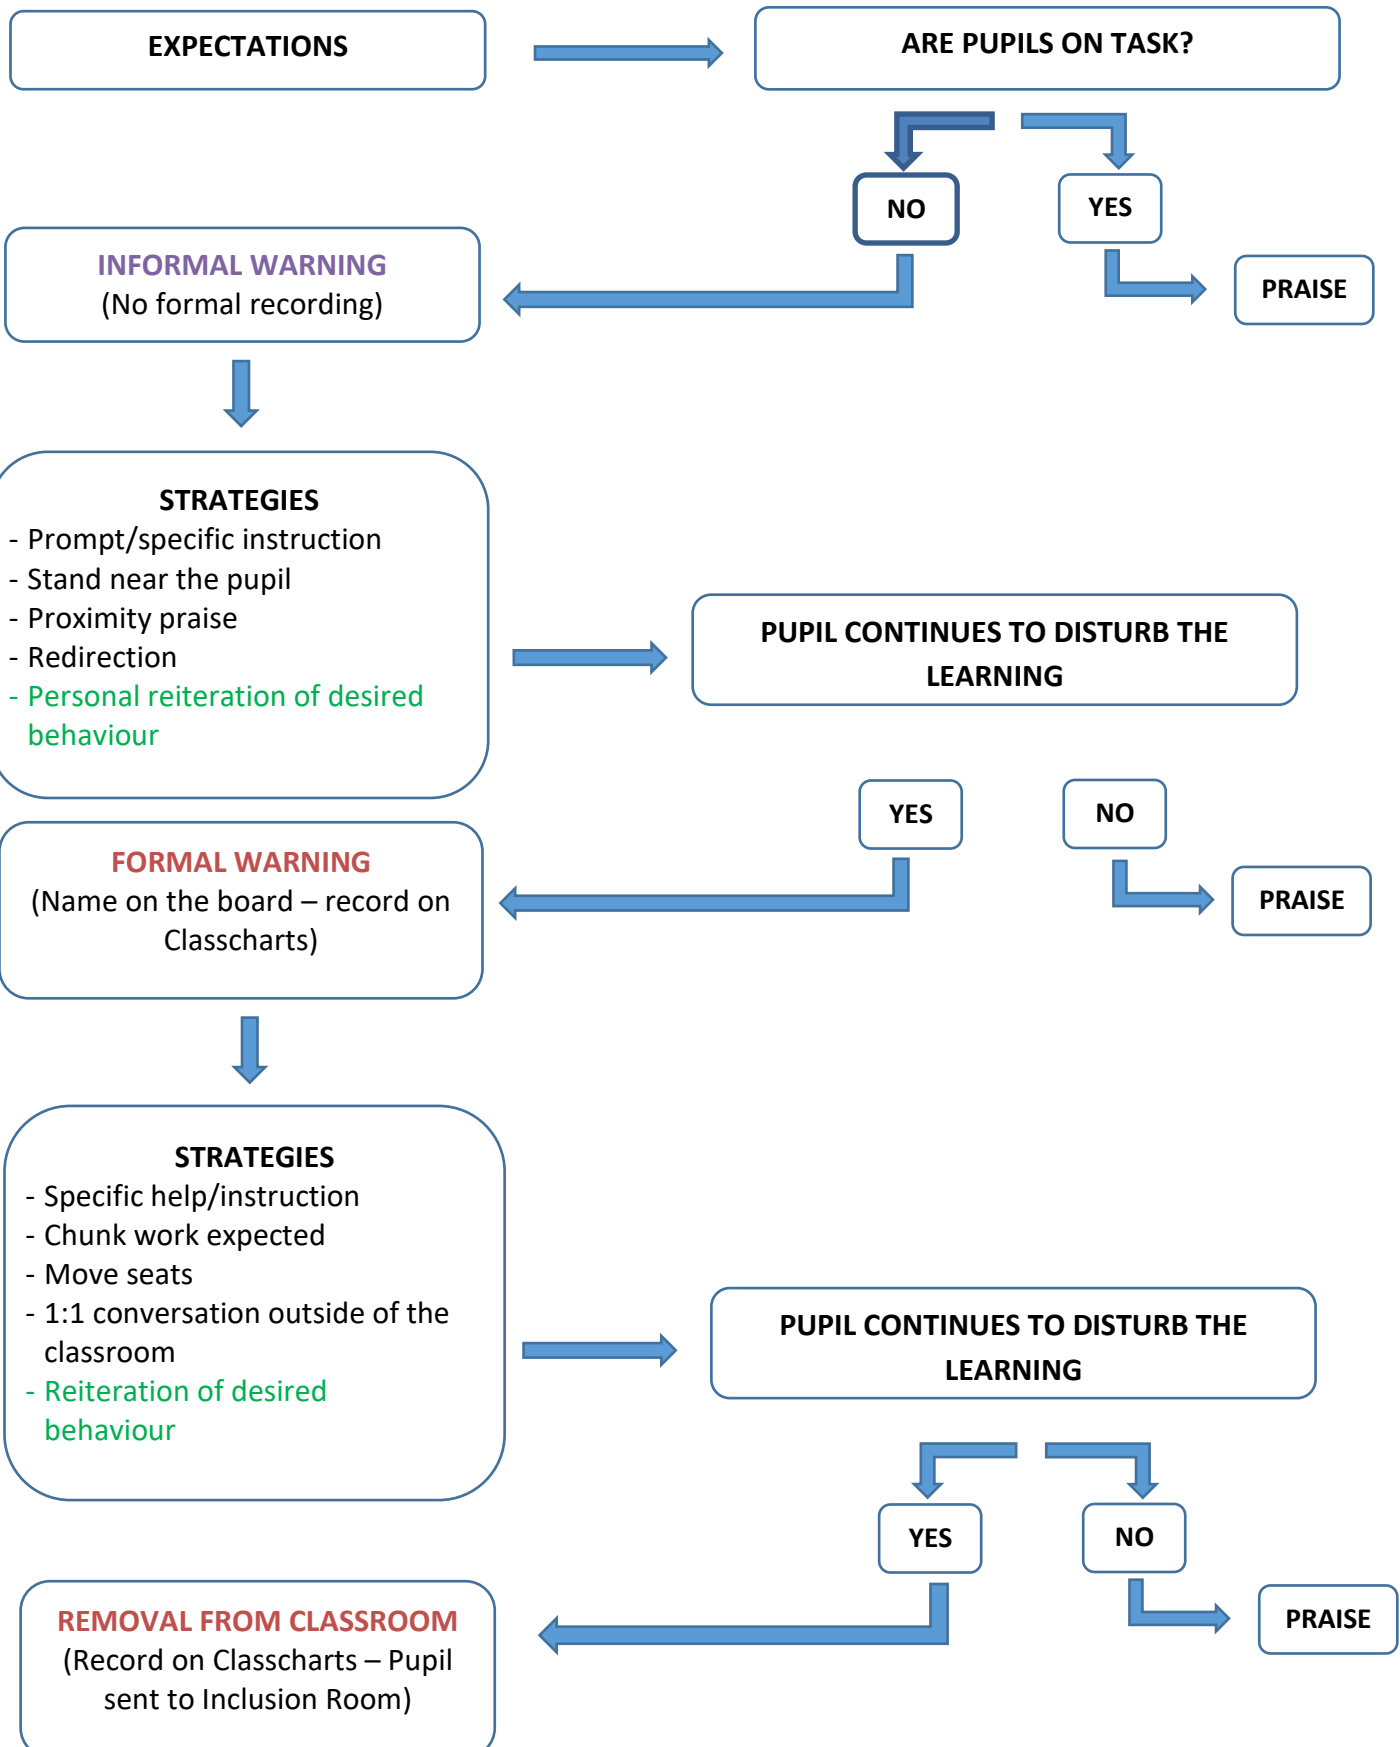 EXPECTATIONS
ARE PUPILS ON TASK?
NO
YES
INFORMAL WARNING
(No formal recording)
PRAISE
STRATEGIES
- Prompt/specific instruction
- Stand near the pupil
- Proximity praise
- Redirection
- Personal reiteration of desired
behaviour
PUPIL CONTINUES TO DISTURB THE
LEARNING
YES
NO
FORMAL WARNING
(Name on the board – record on
Classcharts)
PRAISE
STRATEGIES
- Specific help/instruction
- Chunk work expected
- Move seats
- 1:1 conversation outside of the
classroom
- Reiteration of desired
behaviour
PUPIL CONTINUES TO DISTURB THE
LEARNING
YES
NO
REMOVAL FROM CLASSROOM
(Record on Classcharts – Pupil
sent to Inclusion Room)
PRAISE